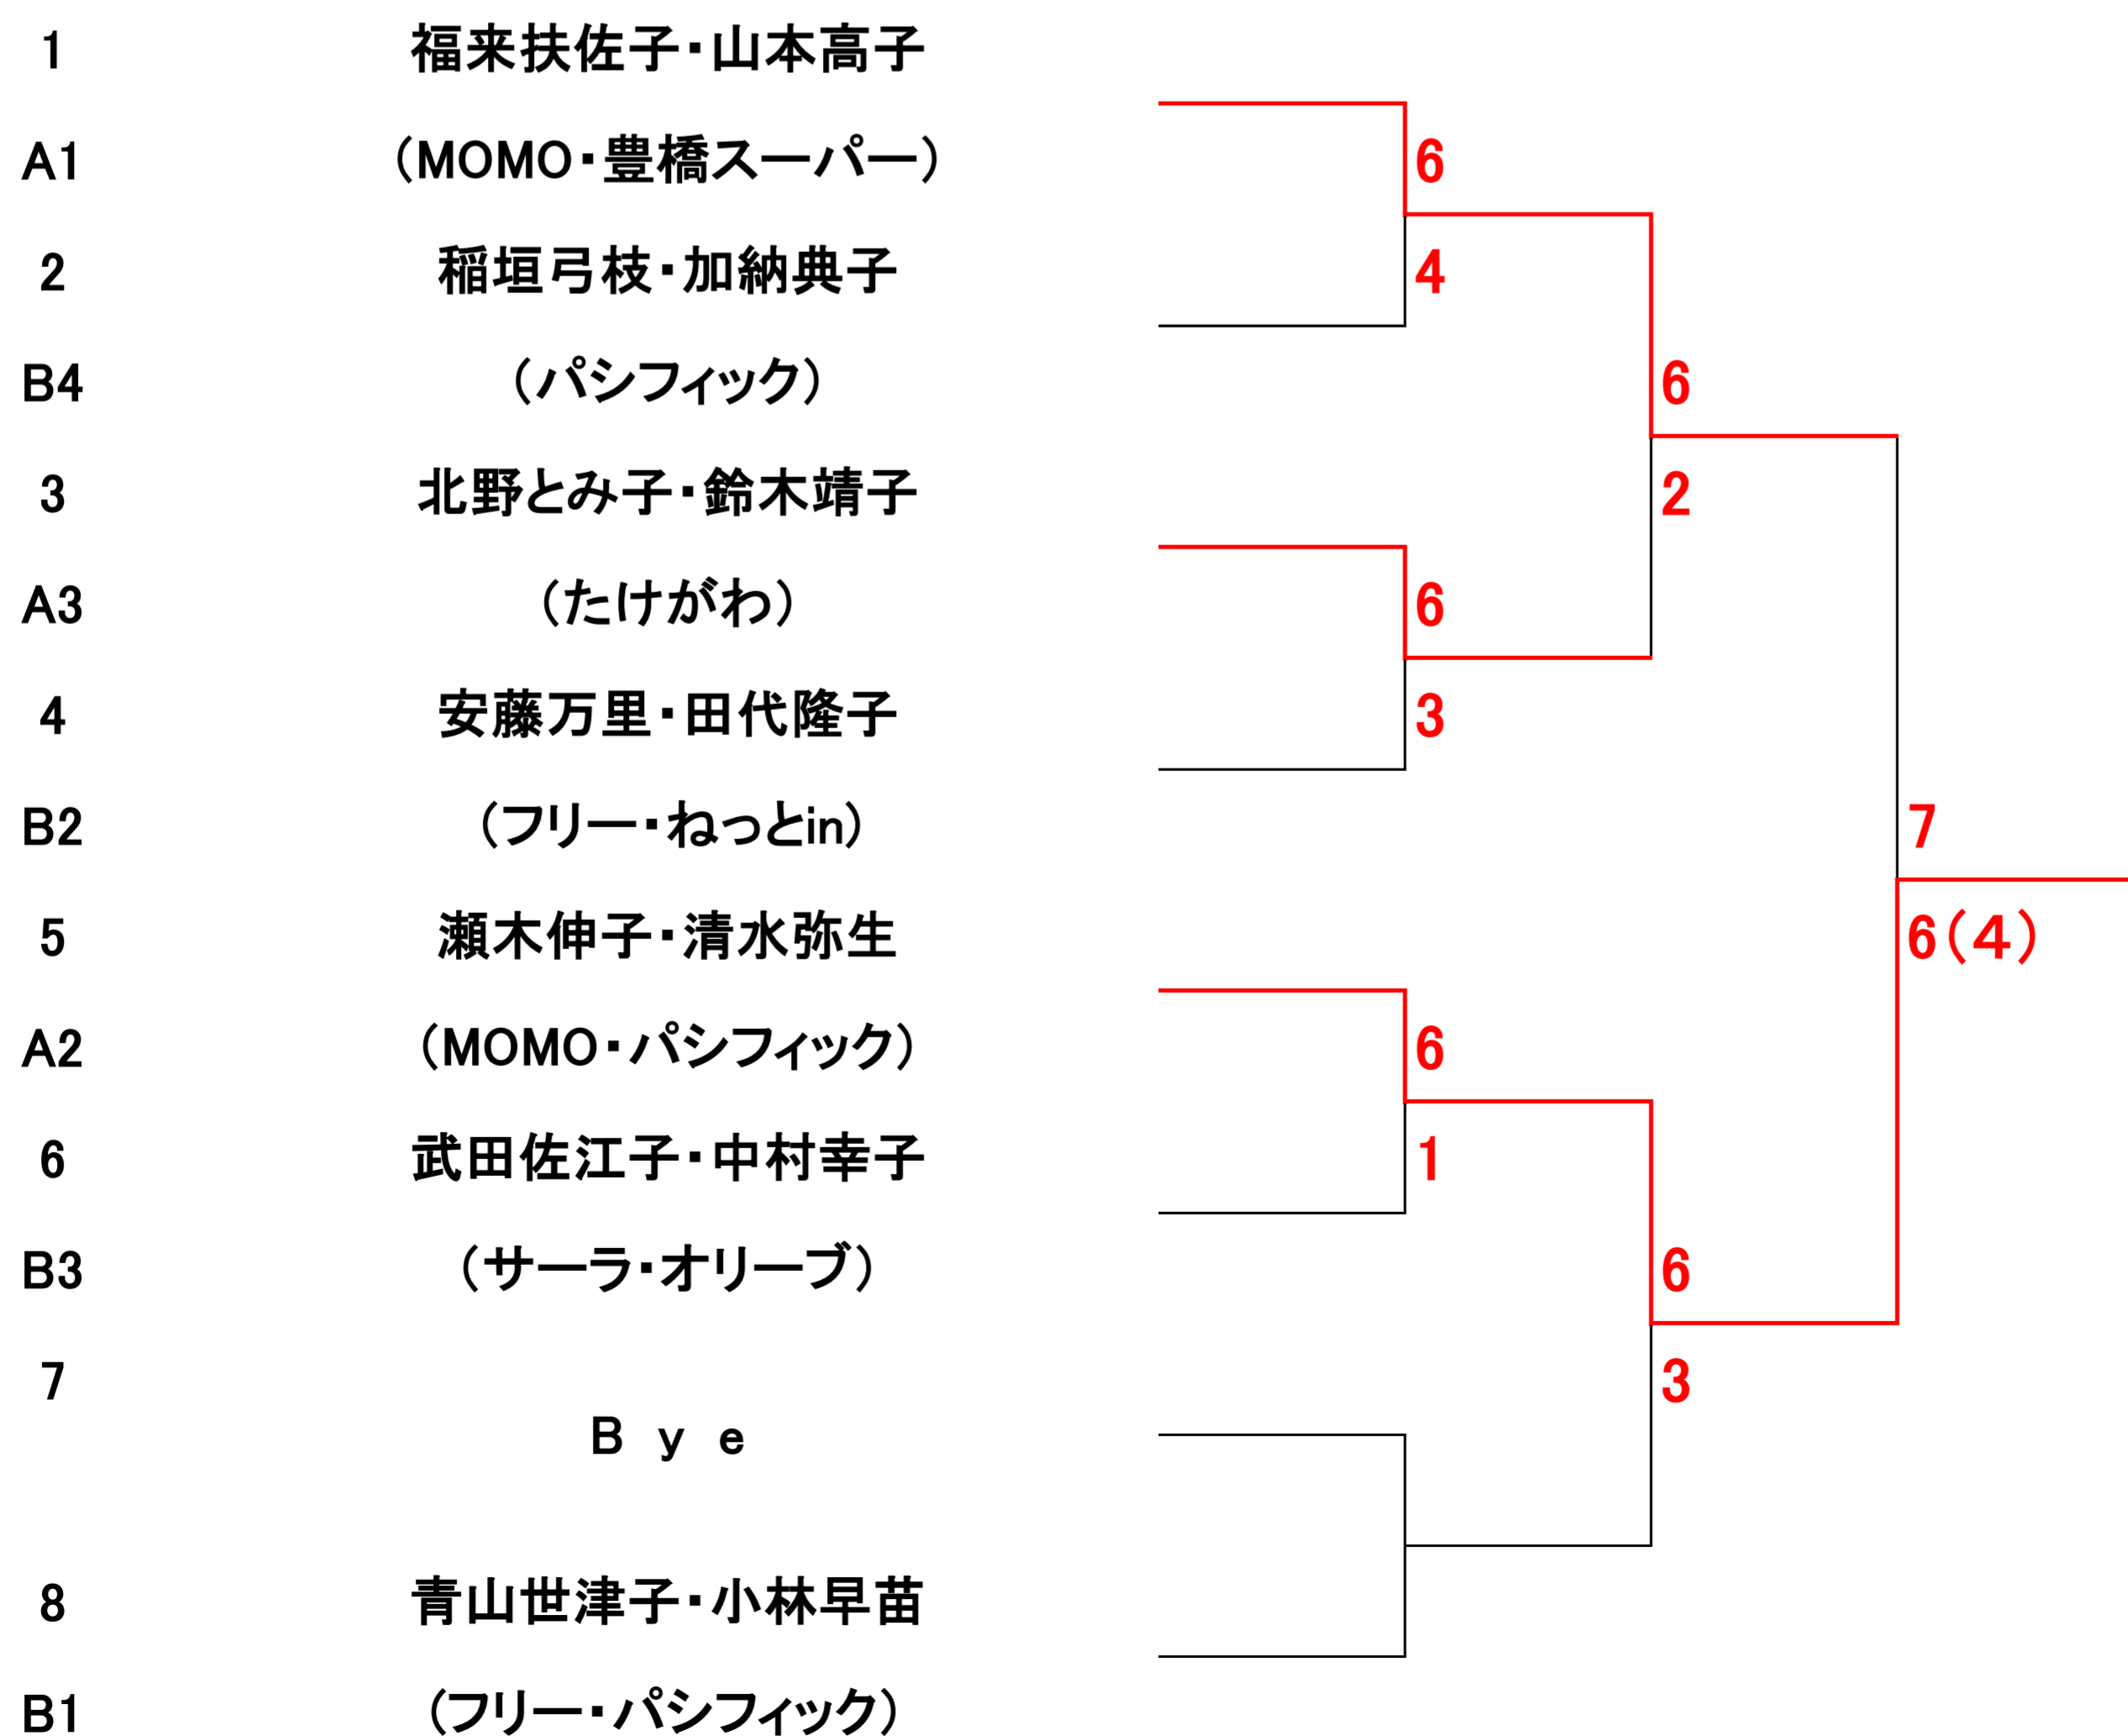 1 福来扶佐子・山本高子
A1 (MOMO・豊橋スーパー) 6
2 稲垣弓枝・加納典子 4
B4 (パシフィック) 6
3 北野とみ子・鈴木靖子 2
A3 (たけがわ) 6
4 安藤万里・田代隆子 3
B2 (フリー・ねっとin) 7
5 瀬木伸子・清水弥生 6(4)
A2 (MOMO・パシフィック) 6
6 武田佐江子・中村幸子 1
B3 (サーラ・オリーブ) 6
7 3
B y e
8 青山世津子・小林早苗
B1 (フリー・パシフィック)